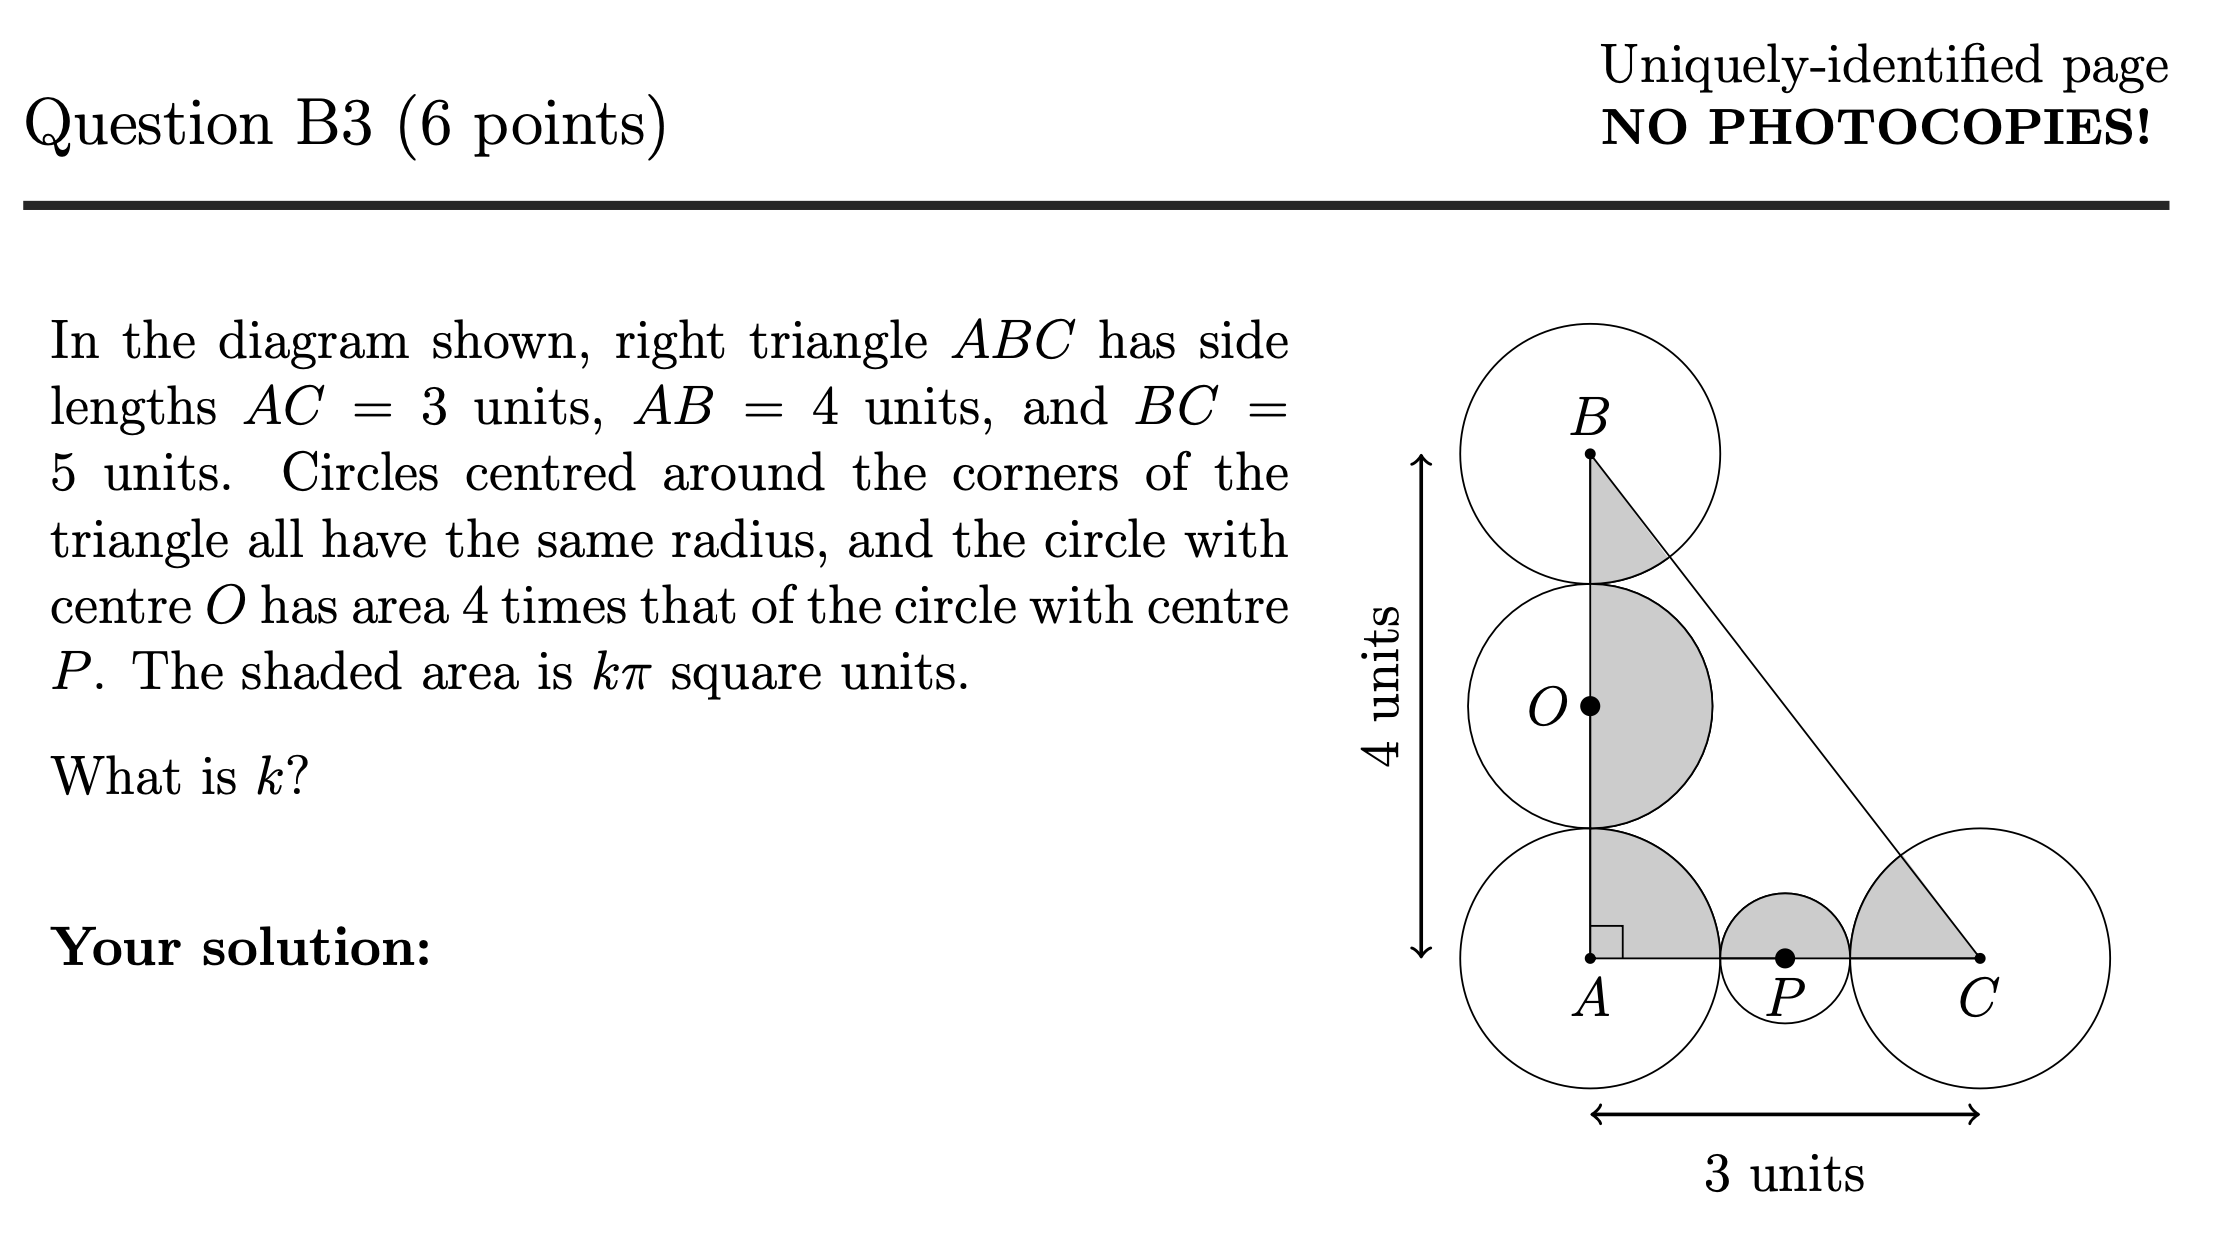 Uniquely-identified page
Question B3 (6 points)
NO PHOTOCOPIES!
In the diagram shown, right triangle ABC has side
lengths AC = 3 units, AB = 4 units, and BC =
5 units. Circles centred around the corners of the
triangle all have the same radius, and the circle with
centre O has area 4 times that of the circle with centre
P. The shaded area is kπ square units.
What is k?
Your solution:
B
4 units
O
A
P
C
3 units